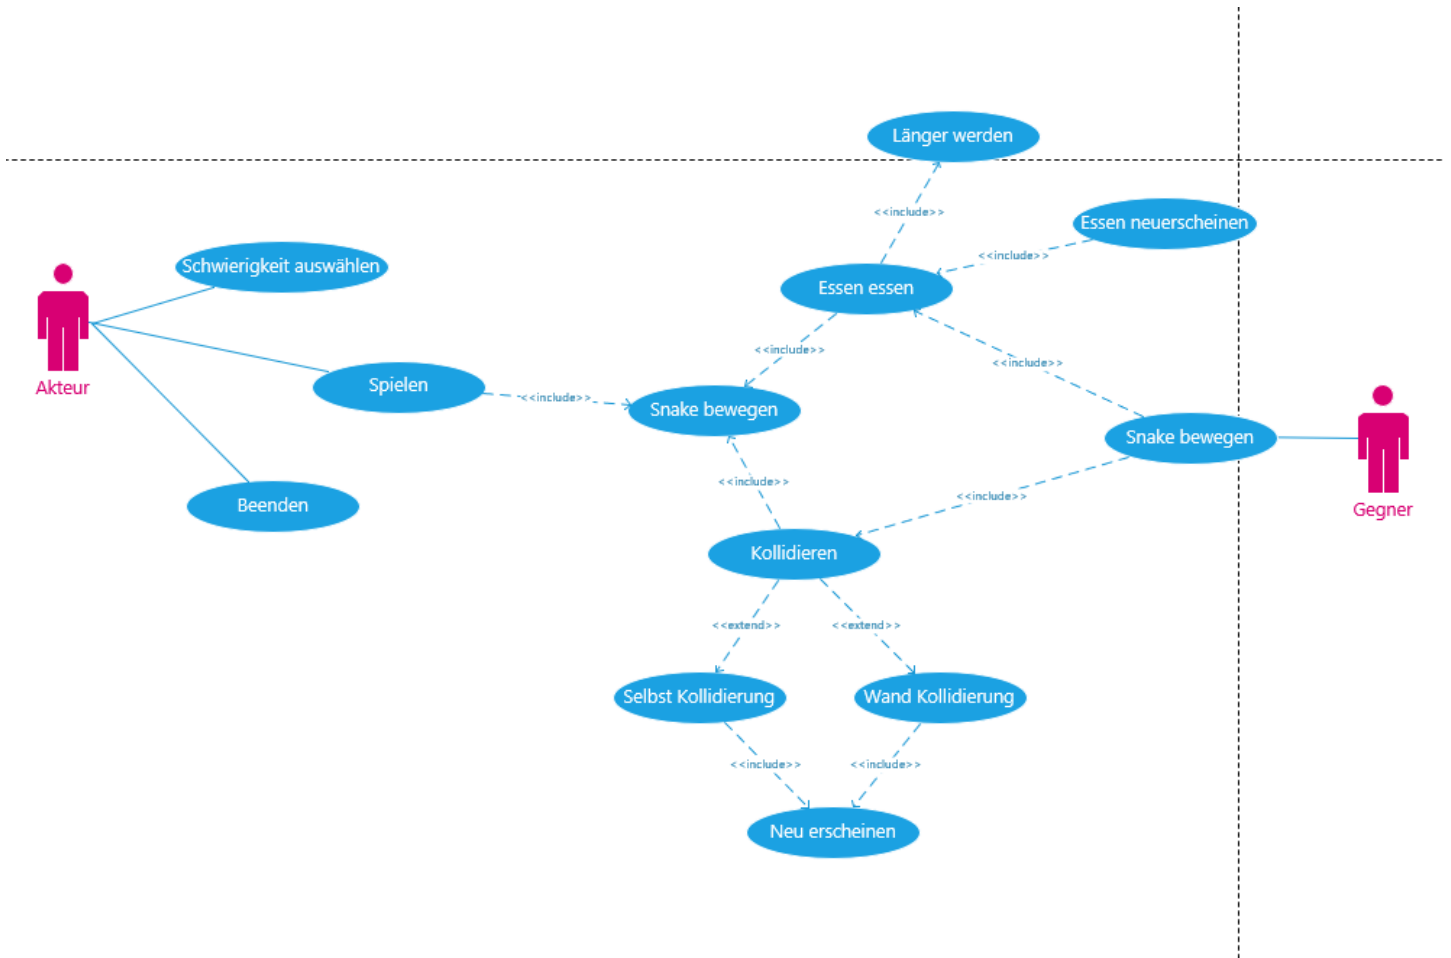 Länger werden
<<include>>
Essen neuerscheinen
<<include>>
Schwierigkeit auswählen
Essen essen
<<include>>
<<include>>
Akteur
Spielen
<<include>>
Snake bewegen
Snake bewegen
<<include>>
<<include>>
Beenden
Gegner
Kollidieren
<<extend>>
<<extend>>
Selbst Kollidierung
Wand Kollidierung
<<include>>
<<include>>
Neu erscheinen